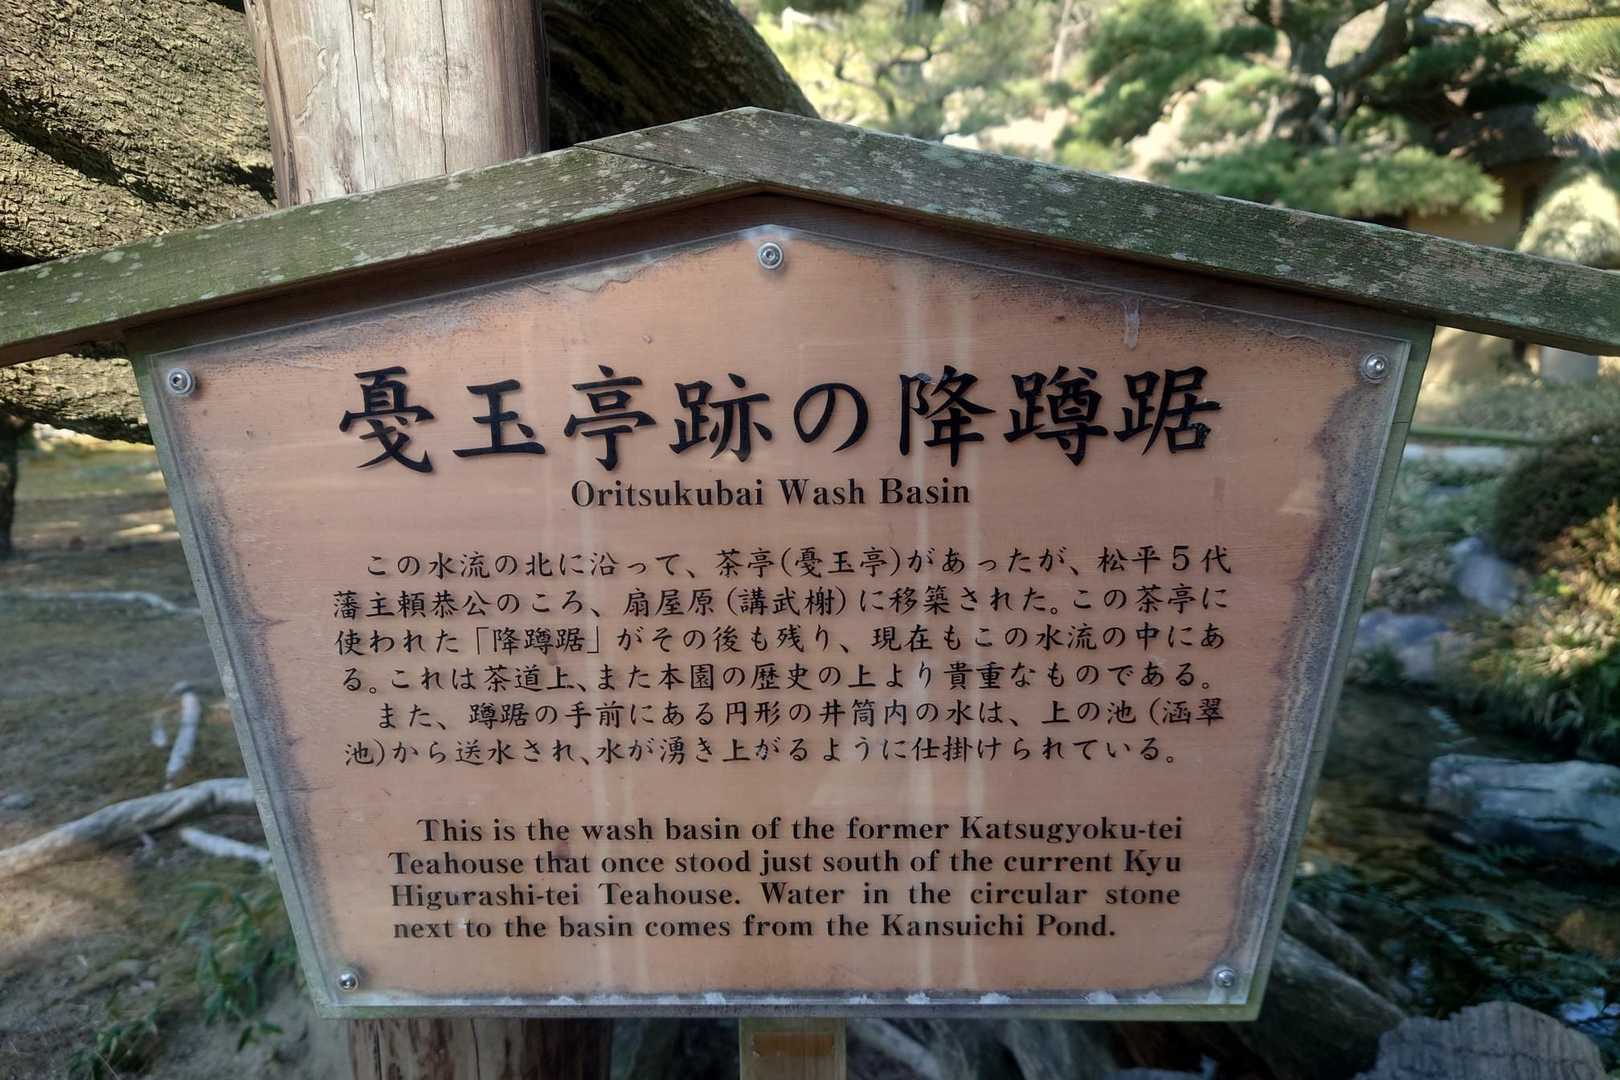 戞玉亭跡の降蹲踞
Oritsukubai Wash Basin
この水流の北に沿って、茶亭(戞玉亭)があったが、松平5代
藩主頼恭公のころ、扇屋原(講武榭)に移築された。この茶亭に
使われた「降蹲踞」がその後も残り、現在もこの水流の中にあ
る。これは茶道上、また本園の歴史の上より貴重なものである。
また、蹲踞の手前にある円形の井筒内の水は、上の池(涵翠
池)から送水され、水が湧き上がるように仕掛けられている。
This is the wash basin of the former Katsugyoku-tei
Teahouse that once stood just south of the current Kyu
Higurashi-tei Teahouse. Water in the circular stone
next to the basin comes from the Kansuichi Pond.